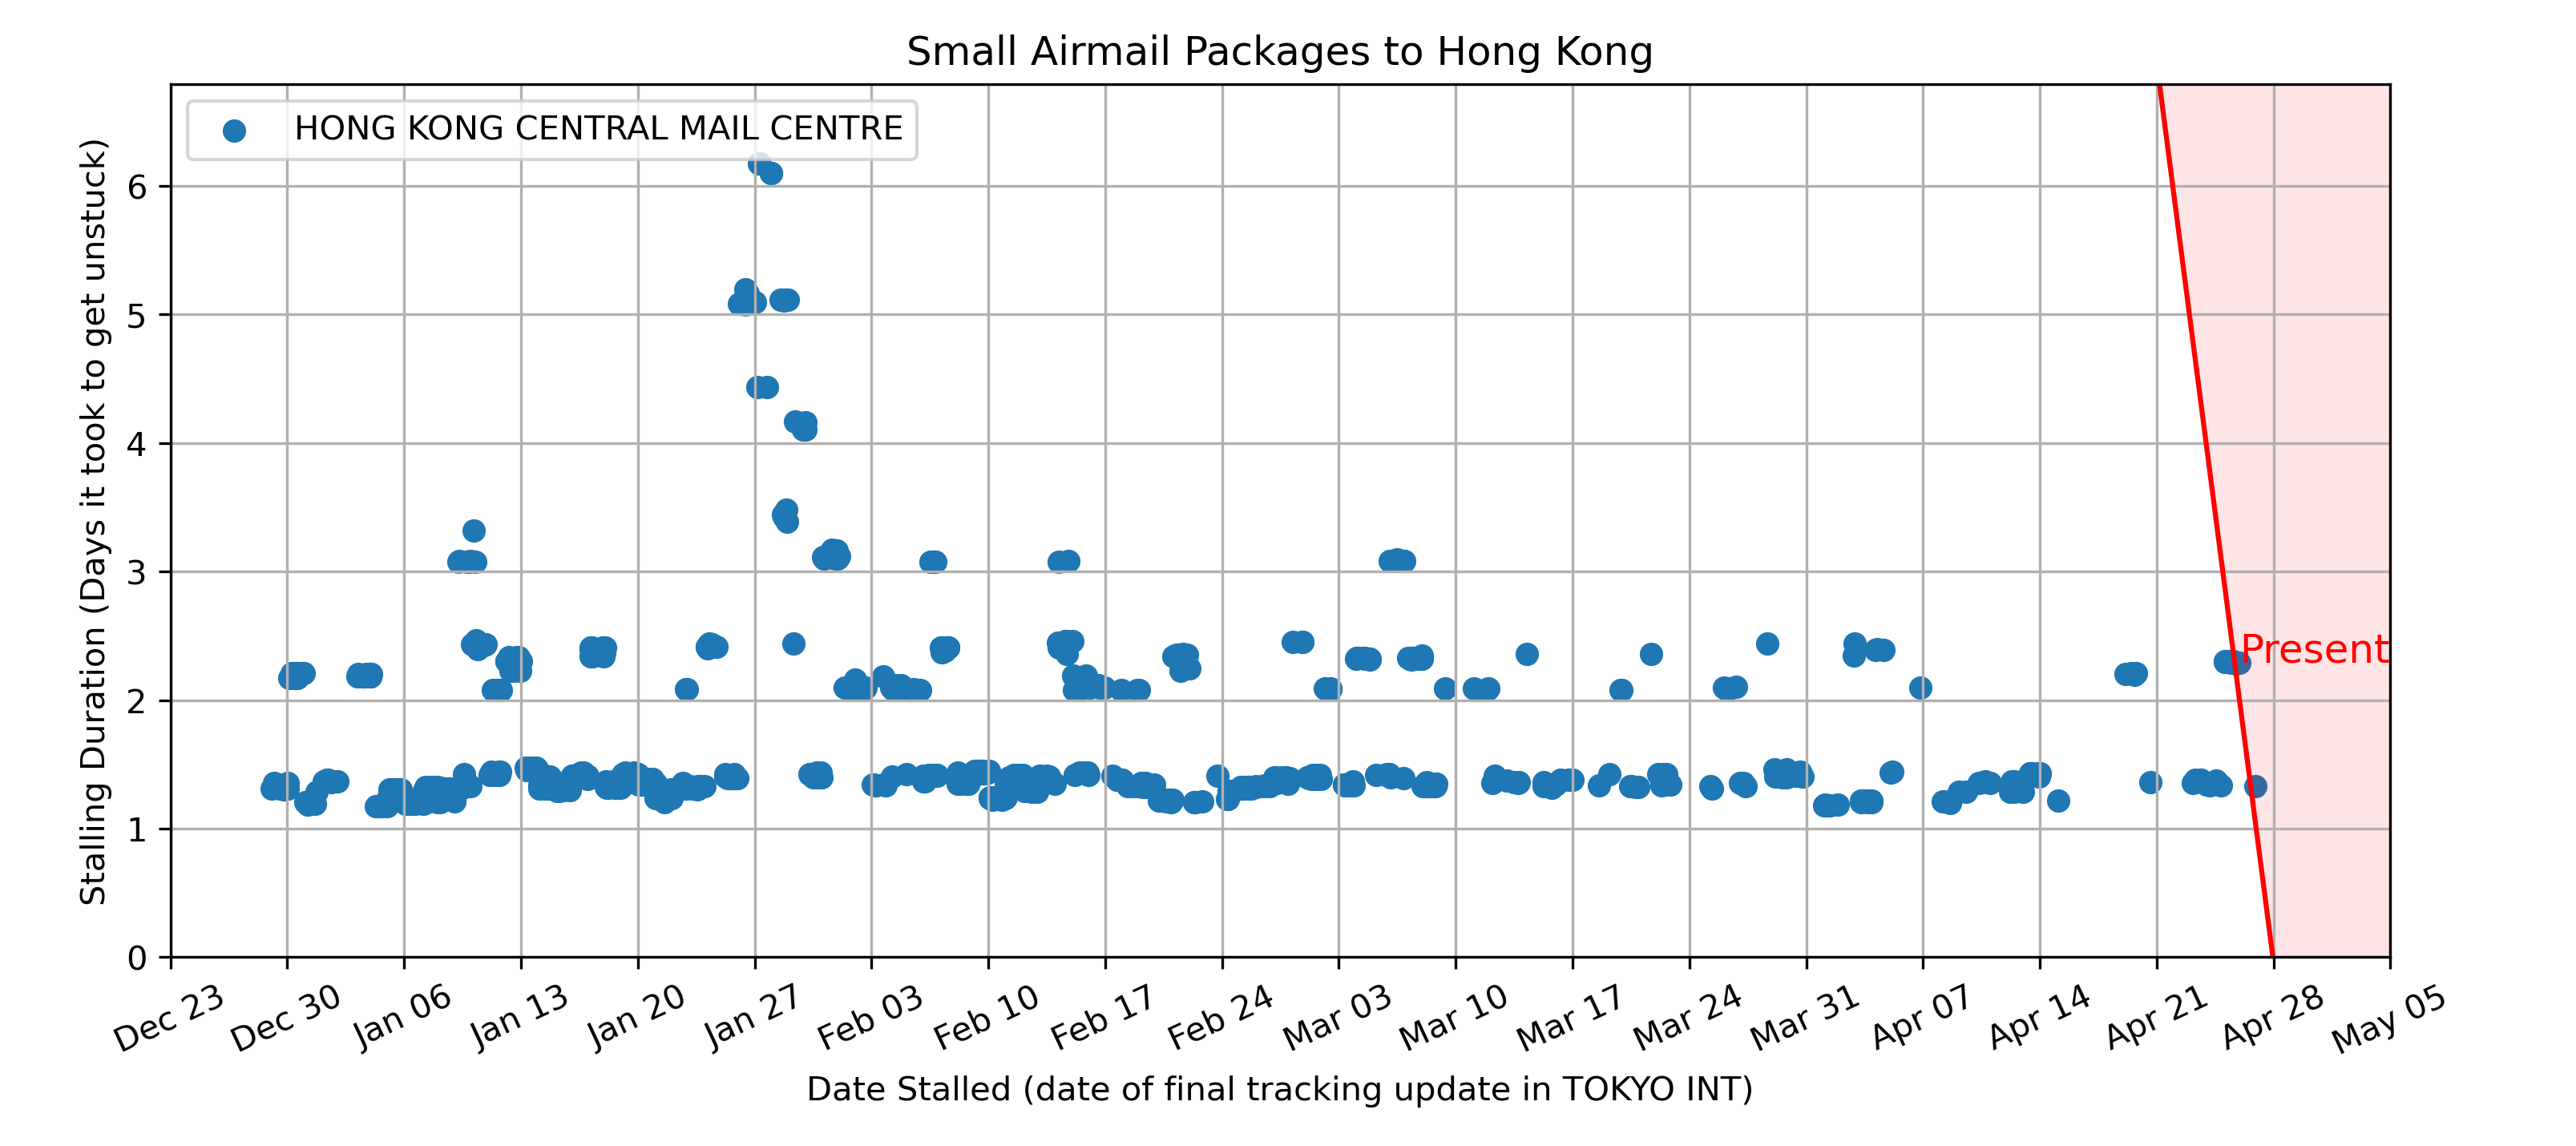 Small Airmail Packages to Hong Kong
HONG KONG CENTRAL MAIL CENTRE
Stalling Duration (Days it took to get unstuck)
6
5
4
3
2
1
0
Present
Dec 23
Dec 30
Jan 06
Jan 13
Jan 20
Jan 27
Feb 03
Feb 10
Feb 17
Feb 24
Mar 03
Mar 10
Mar 17
Mar 24
Mar 31
Apr 07
Apr 14
Apr 21
Apr 28
May 05
Date Stalled (date of final tracking update in TOKYO INT)